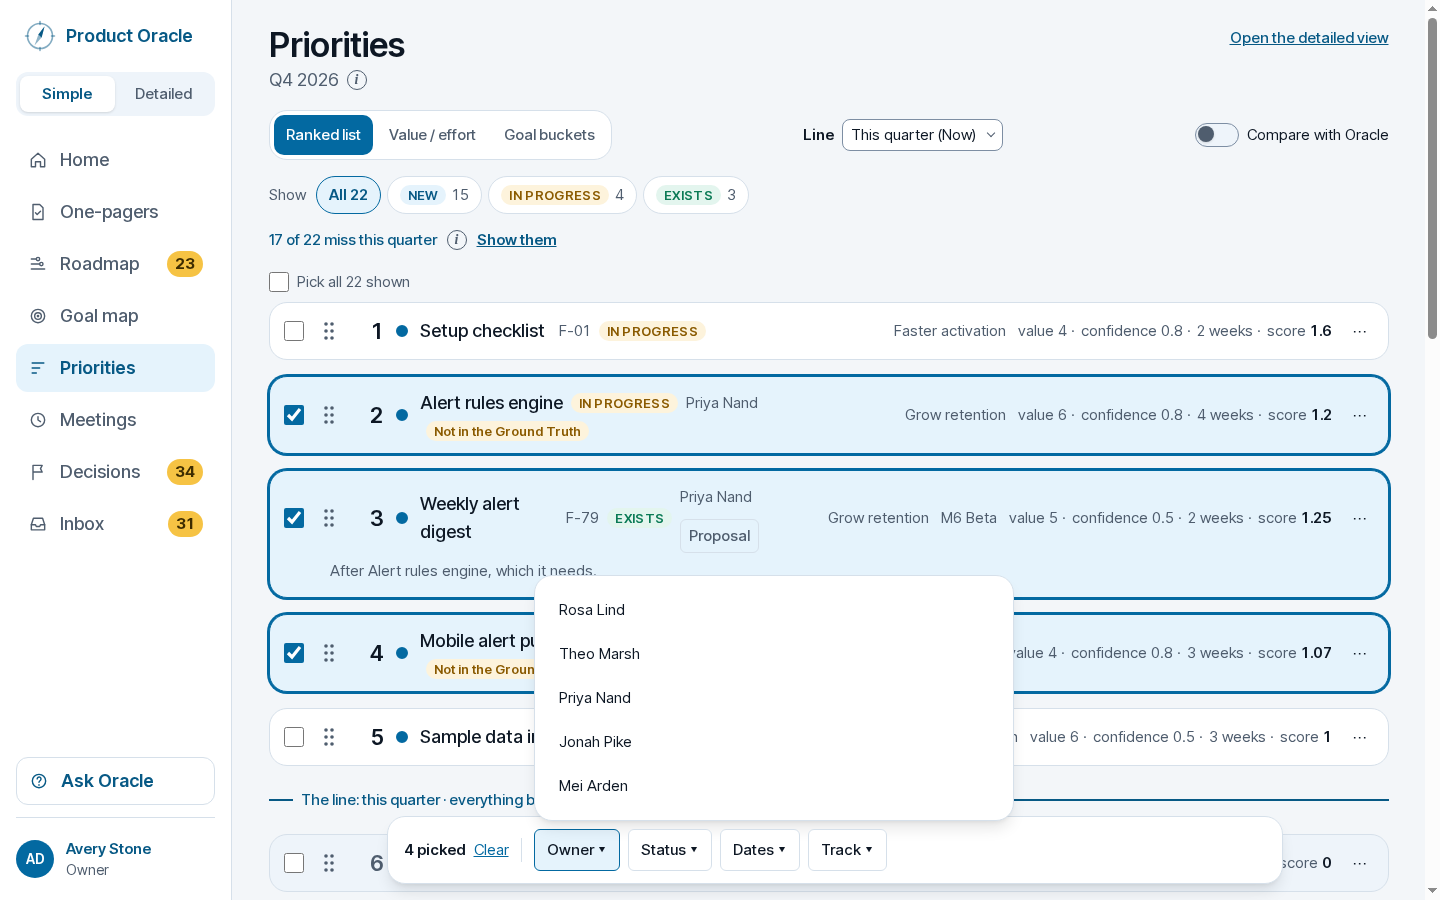 Product Oracle
Simple Detailed
Home
One-pagers
Roadmap 23
Goal map
Priorities
Meetings
Decisions 34
Inbox 31
Ask Oracle
AD Avery Stone
Owner
Priorities
Open the detailed view
Q4 2026 i
Ranked list Value / effort Goal buckets
Line This quarter (Now)
Compare with Oracle
Show All 22 NEW 15 IN PROGRESS 4 EXISTS 3
17 of 22 miss this quarter i Show them
Pick all 22 shown
1 Setup checklist F-01 IN PROGRESS Faster activation value 4 · confidence 0.8 · 2 weeks · score 1.6 ...
2 Alert rules engine IN PROGRESS Priya Nand Grow retention value 6 · confidence 0.8 · 4 weeks · score 1.2 ...
Not in the Ground Truth
3 Weekly alert digest F-79 EXISTS Priya Nand Proposal Grow retention M6 Beta value 5 · confidence 0.5 · 2 weeks · score 1.25 ...
After Alert rules engine, which it needs.
4 Mobile alert pu value 4 · confidence 0.8 · 3 weeks · score 1.07 ...
Not in the Groun
5 Sample data i value 6 · confidence 0.5 · 3 weeks · score 1 ...
The line: this quarter · everything b
6 score 0 ...
Rosa Lind
Theo Marsh
Priya Nand
Jonah Pike
Mei Arden
4 picked Clear Owner ▾ Status ▾ Dates ▾ Track ▾